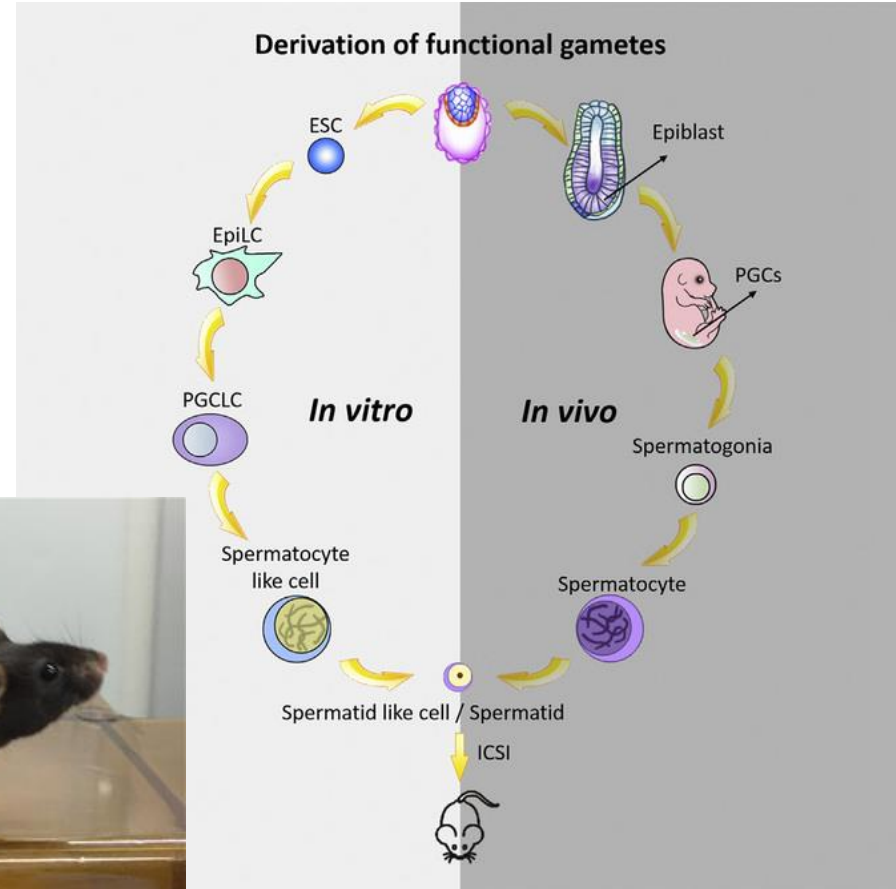 Derivation of functional gametes
ESC
Epiblast
EpiLC
PGCs
PGCLC
In vitro
In vivo
Spermatogonia
Spermatocyte
like cell
Spermatocyte
Spermatid like cell / Spermatid
ICSI